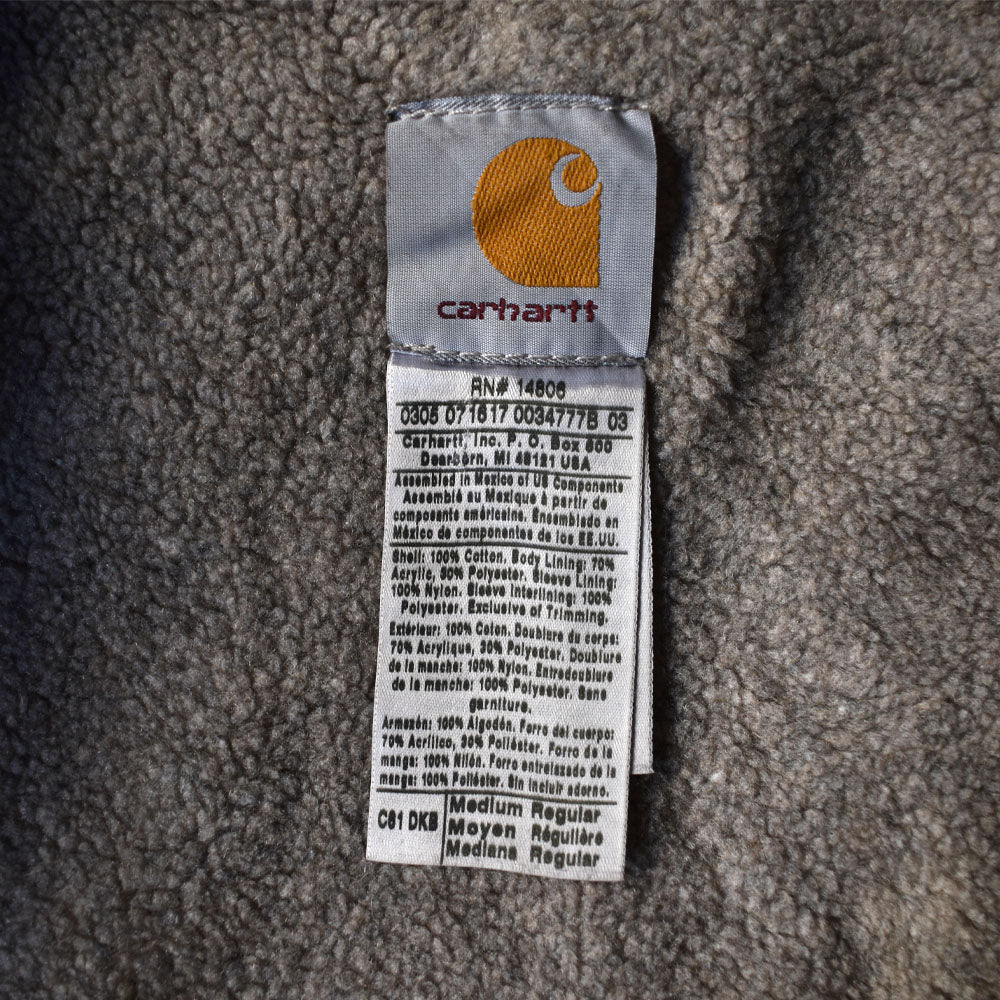 carhartt
RN# 14806
0305 071617 0034777B 03
Carhartt, Inc. P. O. Box 600
Dearborn, MI 48121 USA
Assembled in Mexico of US Components
Assemblé au Mexique à partir de
composants américains. Ensamblado en
México de componentes de los EE.UU.
Shell: 100% Cotton. Body Lining: 70%
Acrylic, 30% Polyester. Sleeve Lining:
100% Nylon. Sleeve Interlining: 100%
Polyester. Exclusive of Trimming.
Extérieur: 100% Coton. Doublure du corps:
70% Acrylique, 30% Polyester. Doublure
de la manche: 100% Nylon. Entredoublure
de la manche: 100% Polyester. Sans
garniture.
Armazón: 100% Algodón. Forro del cuerpo:
70% Acrílico, 30% Poliéster. Forro de la
manga: 100% Nilón. Forro entrelazado de la
manga: 100% Poliéster. Sin incluir adorno.
C61 DKB
Medium Regular
Moyen Régulière
Mediana Regular